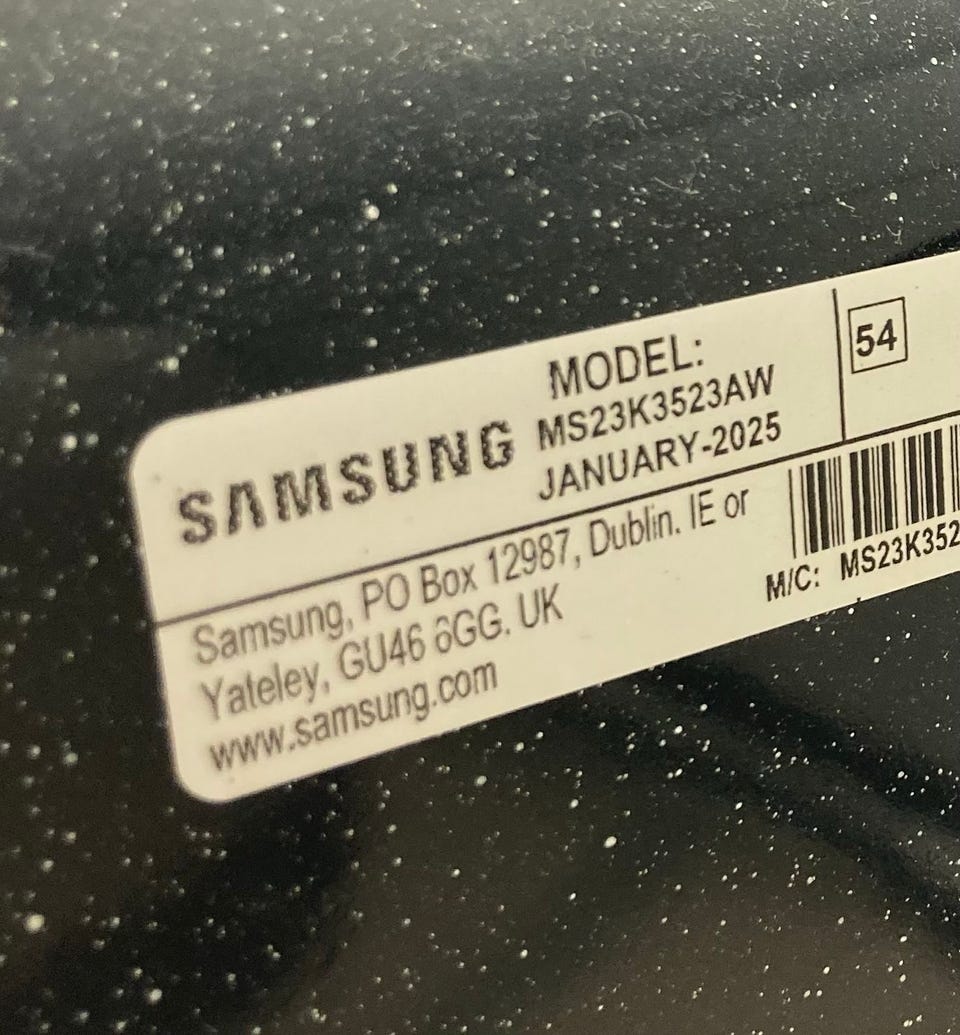 SAMSUNG
MODEL:
MS23K3523AW
JANUARY-2025
54
Samsung, PO Box 12987, Dublin. IE or
Yateley, GU46 6GG. UK
www.samsung.com
M/C: MS23K352